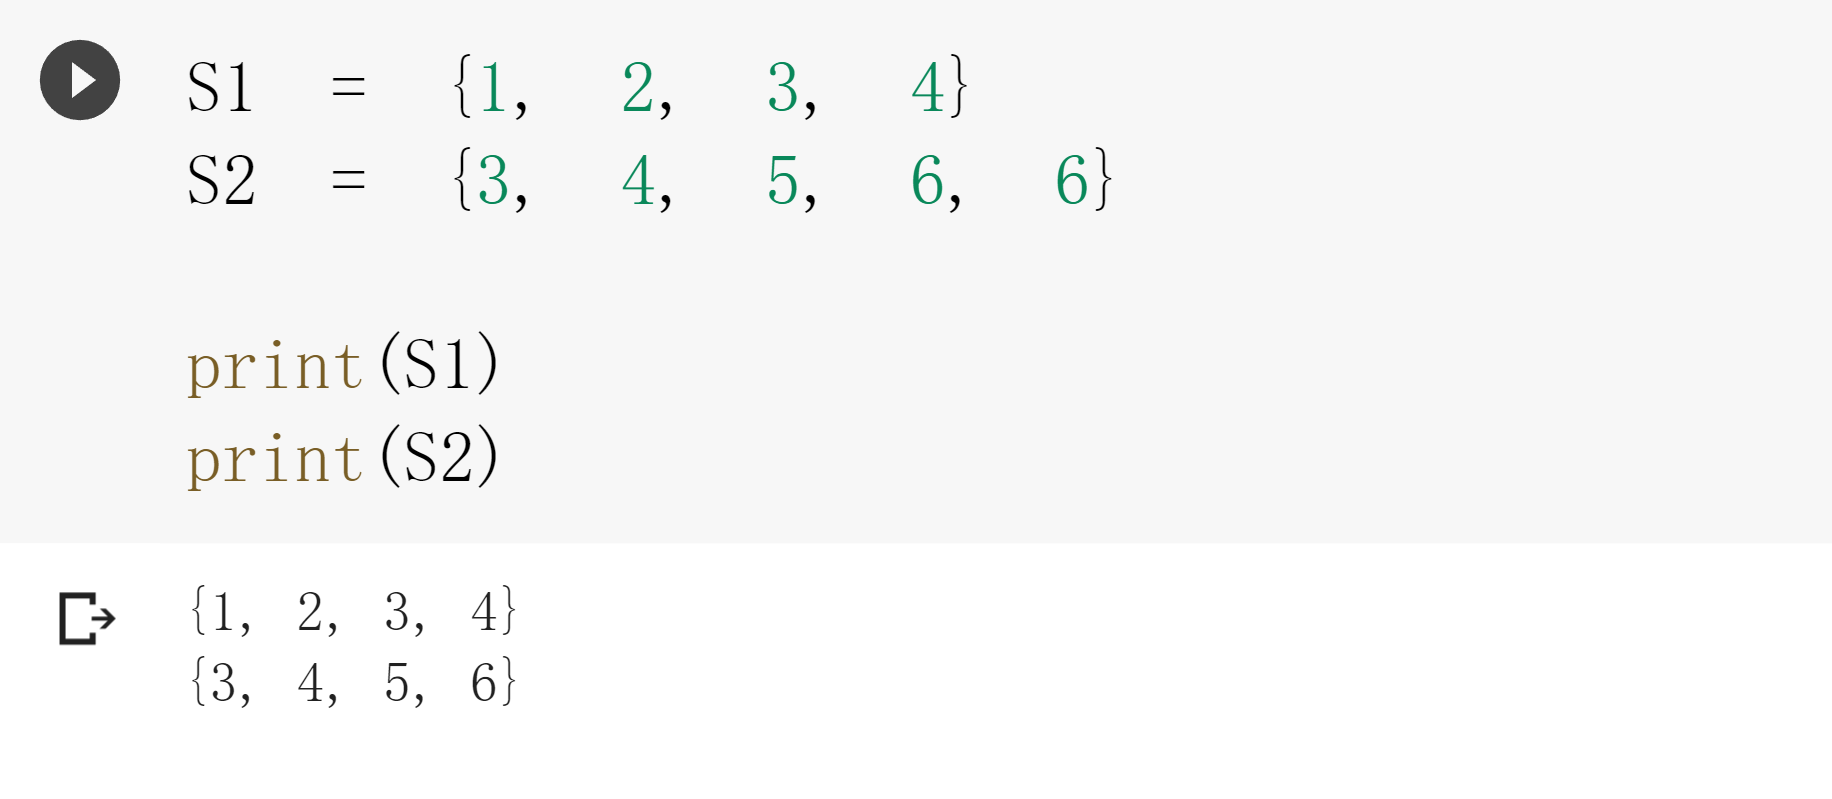 S1 = {1, 2, 3, 4}
S2 = {3, 4, 5, 6, 6}
print(S1)
print(S2)
{1, 2, 3, 4}
{3, 4, 5, 6}